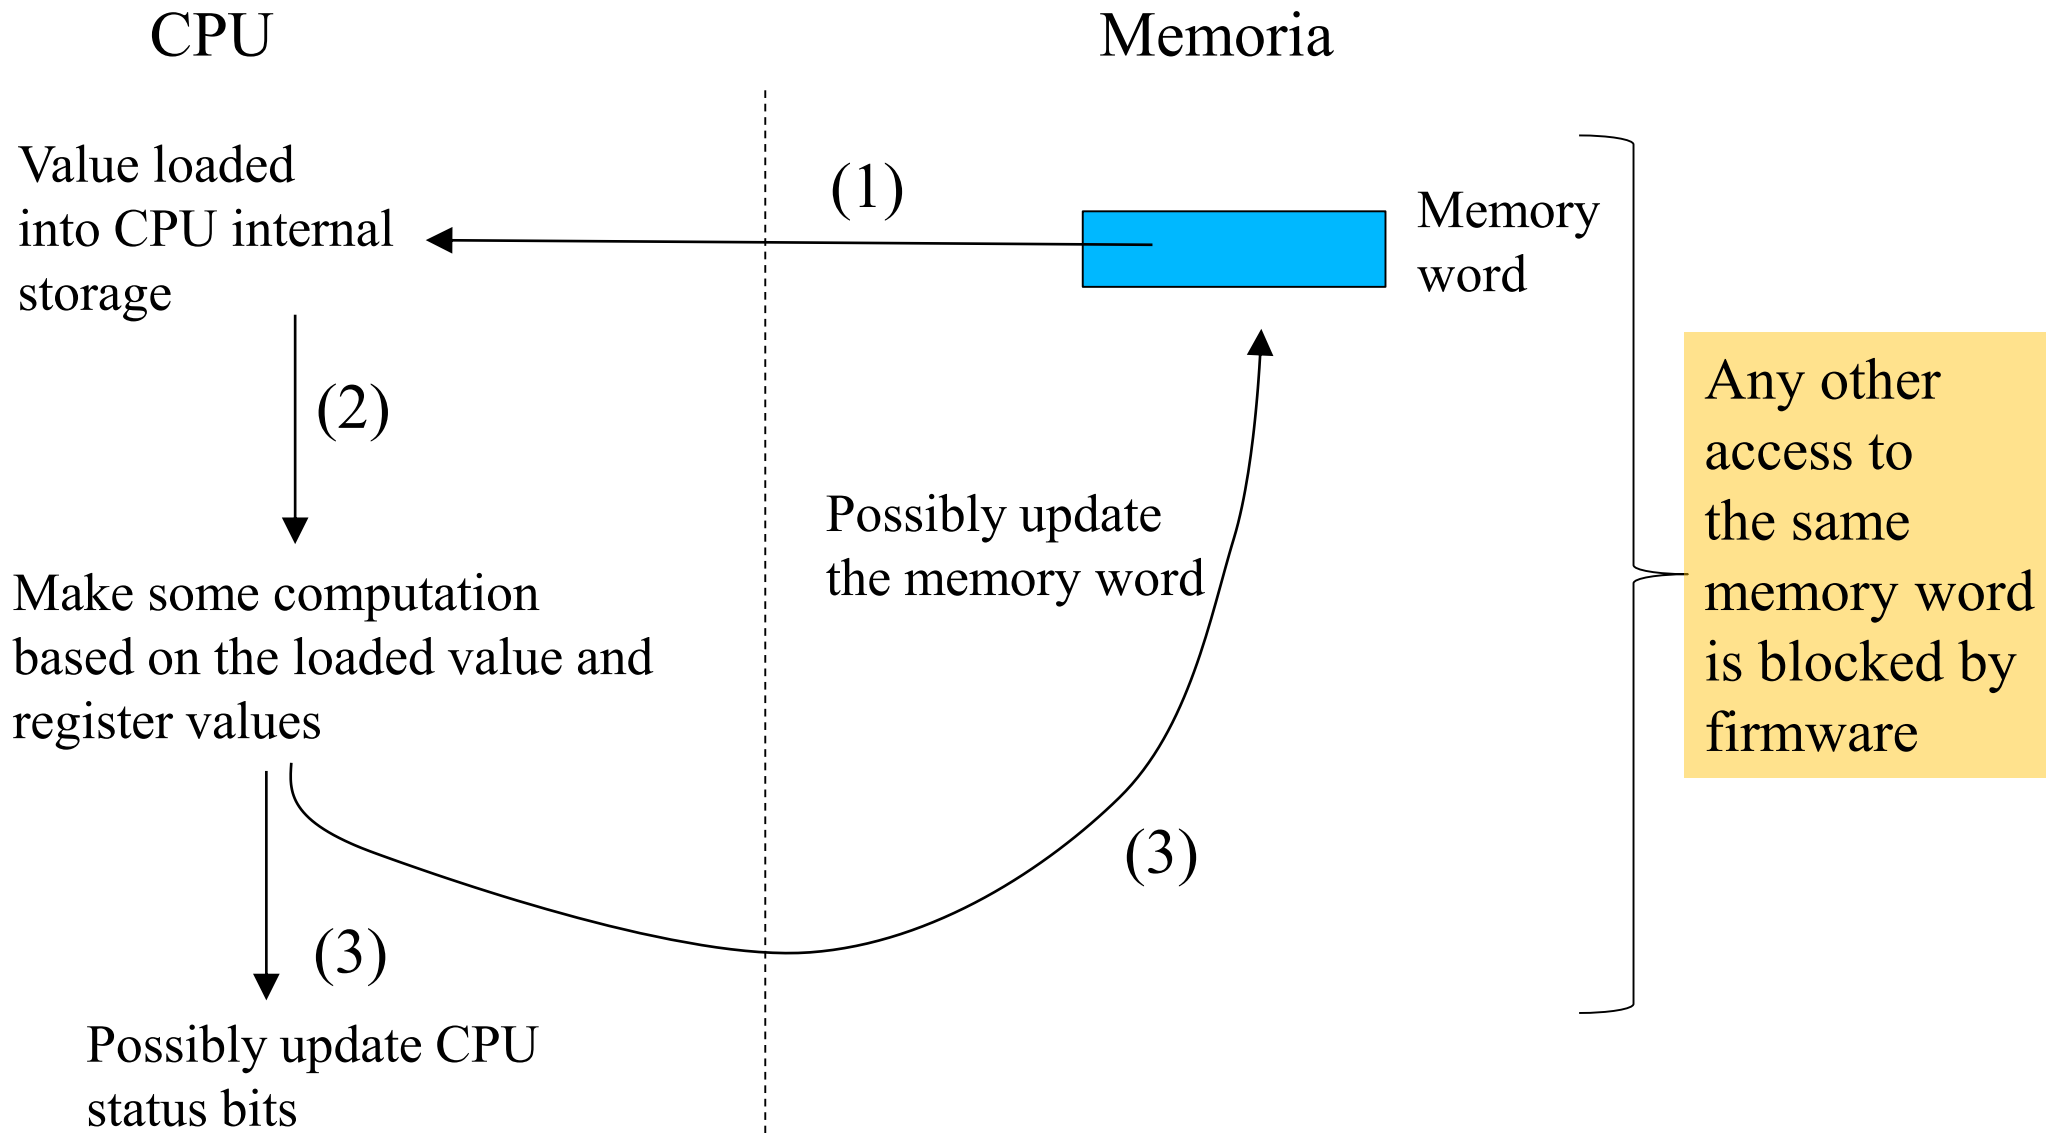 CPU
Memoria
Value loaded
into CPU internal
storage
(1)
Memory
word
(2)
Any other
access to
the same
memory word
is blocked by
firmware
Possibly update
the memory word
Make some computation
based on the loaded value and
register values
(3)
(3)
Possibly update CPU
status bits